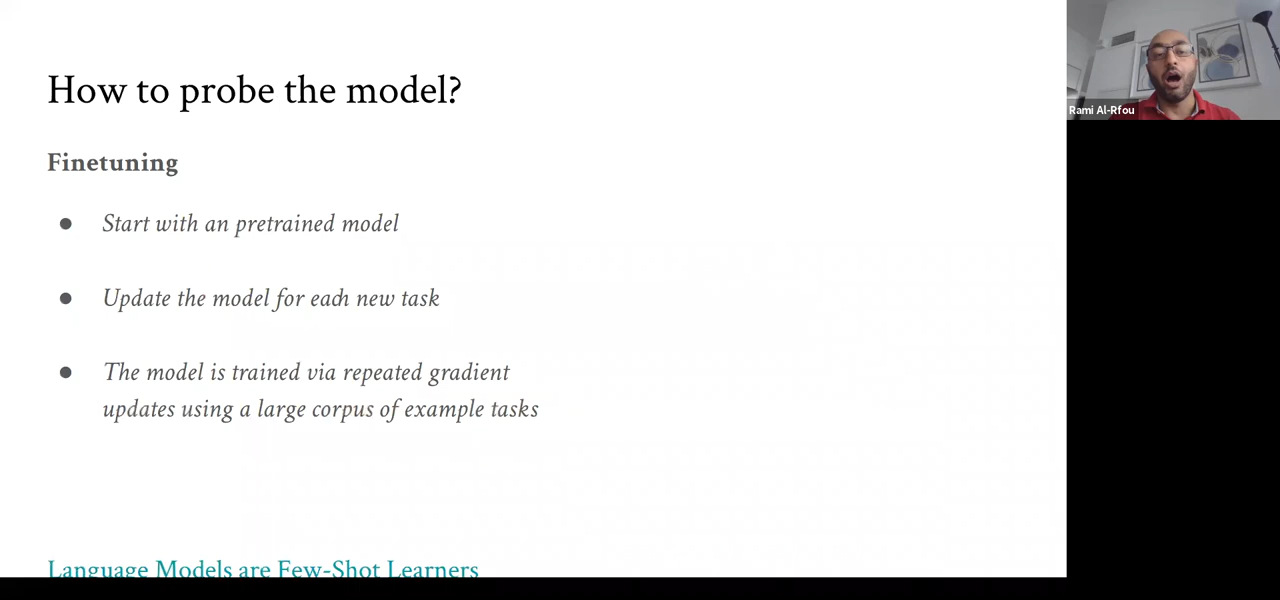 How to probe the model?
Finetuning
● Start with an pretrained model
● Update the model for each new task
● The model is trained via repeated gradient
updates using a large corpus of example tasks
Language Models are Few-Shot Learners
Rami Al-Rfou